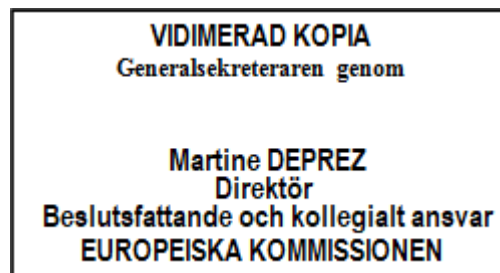 VIDIMERAD KOPIA
Generalsekreteraren genom
Martine DEPREZ
Direktör
Beslutsfattande och kollegialt ansvar
EUROPEISKA KOMMISSIONEN